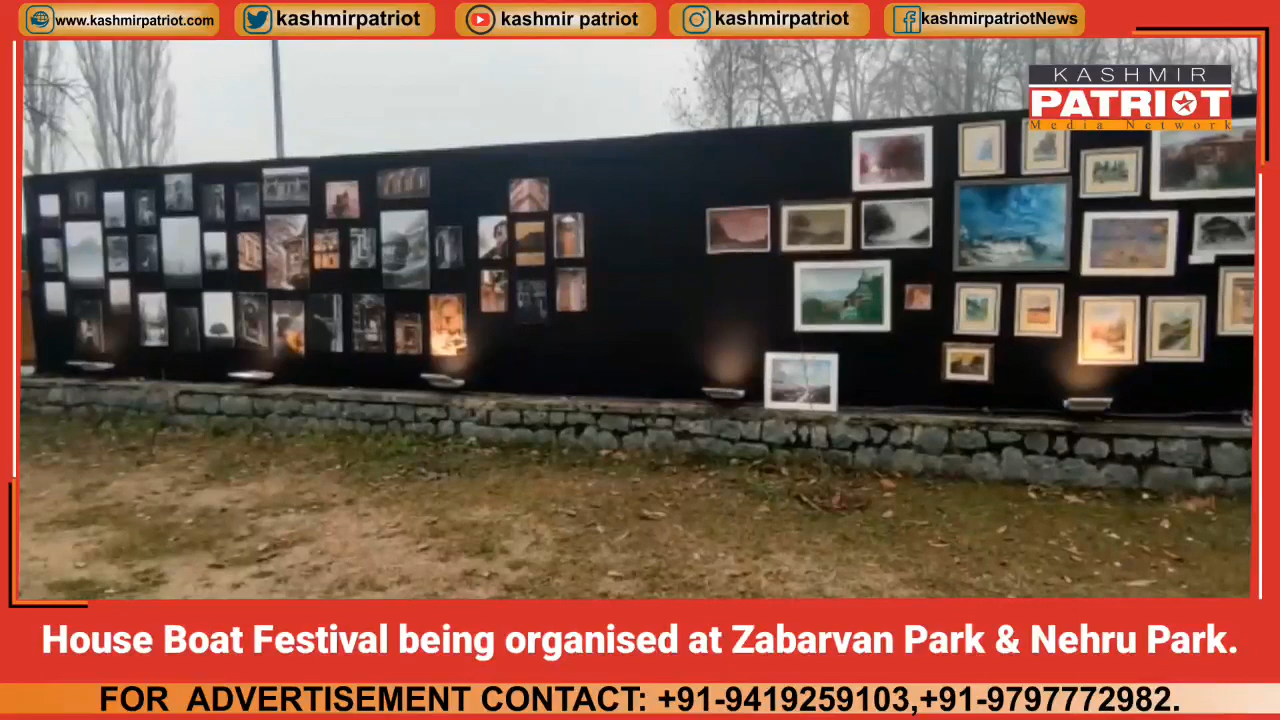 www.kashmirpatriot.com
kashmirpatriot
kashmir patriot
kashmirpatriot
kashmirpatriotNews
KASHMIR
PATRIOT
Media Network
House Boat Festival being organised at Zabarvan Park & Nehru Park.
FOR ADVERTISEMENT CONTACT: +91-9419259103,+91-9797772982.